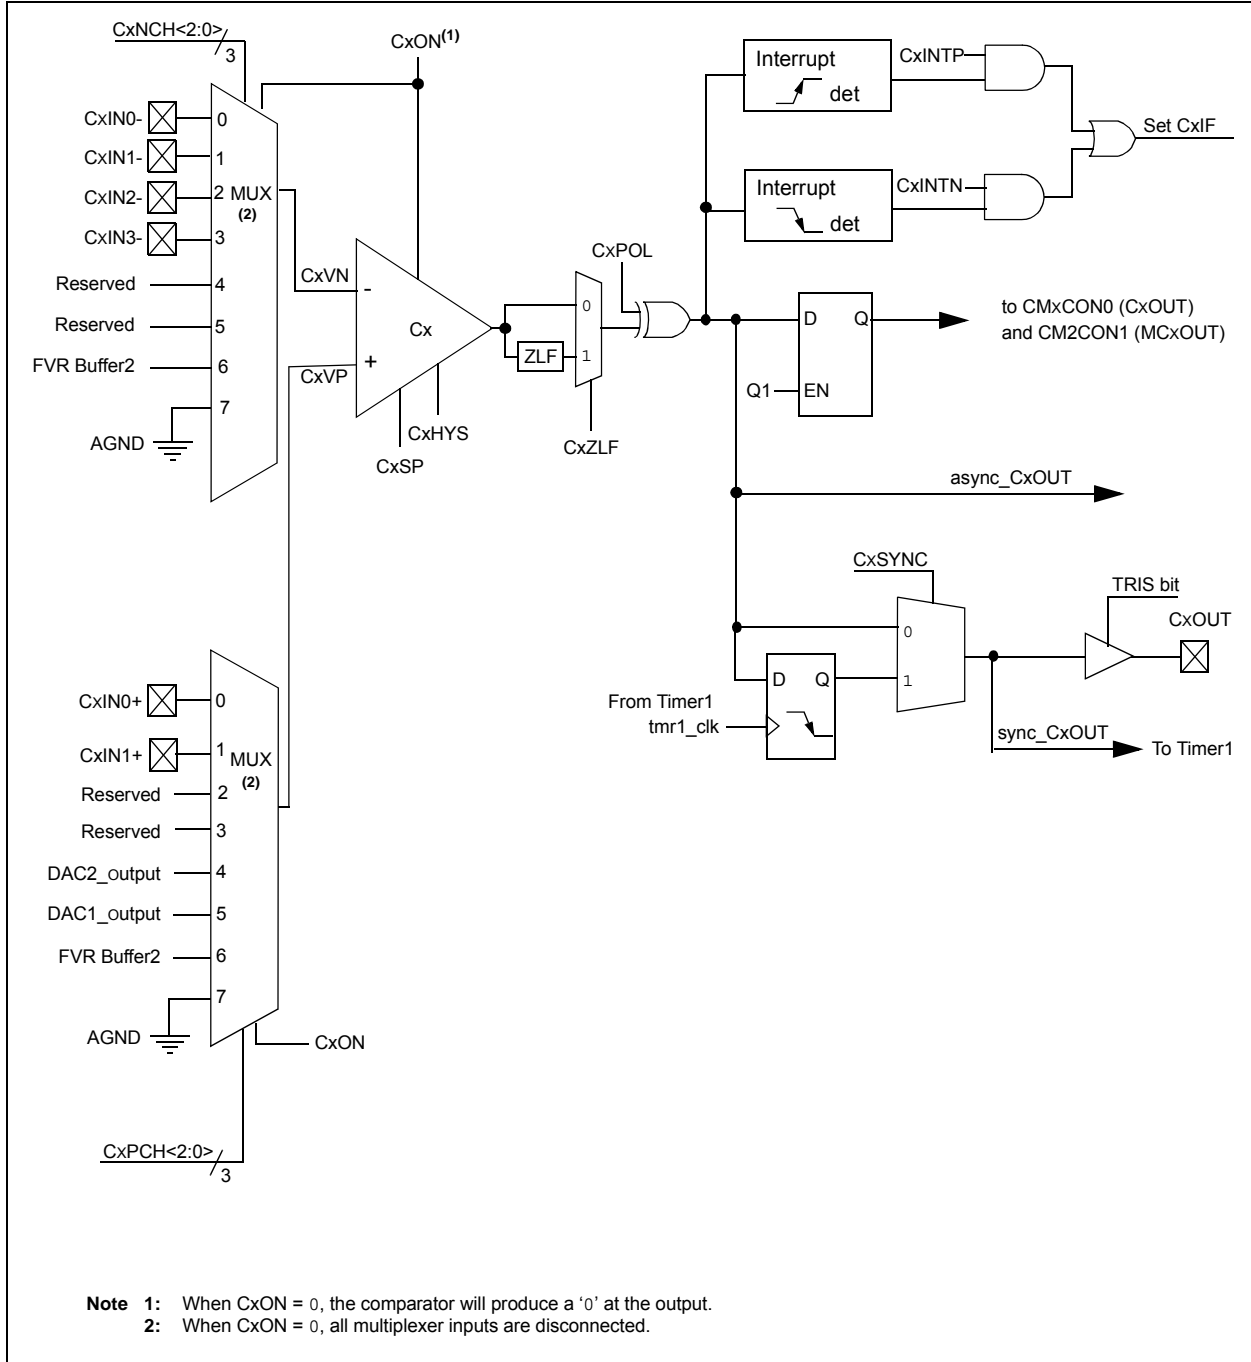 CxNCH<2:0>
3
CxON(1)
CxIN0-
0
CxIN1-
1
CxIN2-
2
MUX
(2)
CxIN3-
3
Reserved
4
Reserved
5
FVR Buffer2
6
7
AGND
CxVN
-
Cx
+
CxVP
CxHYS
CxSP
ZLF
0
1
CxZLF
CxPOL
Interrupt
det
CxINTP
Interrupt
det
CxINTN
Set CxIF
D
Q
Q1
EN
to CMxCON0 (CxOUT)
and CM2CON1 (MCxOUT)
async_CxOUT
CxSYNC
0
1
D
Q
From Timer1
tmr1_clk
TRIS bit
CxOUT
sync_CxOUT
To Timer1
CxIN0+
0
CxIN1+
1
MUX
(2)
Reserved
2
Reserved
3
DAC2_output
4
DAC1_output
5
FVR Buffer2
6
7
AGND
CxON
CxPCH<2:0>
3
Note 1: When CxON = 0, the comparator will produce a ‘0’ at the output.
2: When CxON = 0, all multiplexer inputs are disconnected.